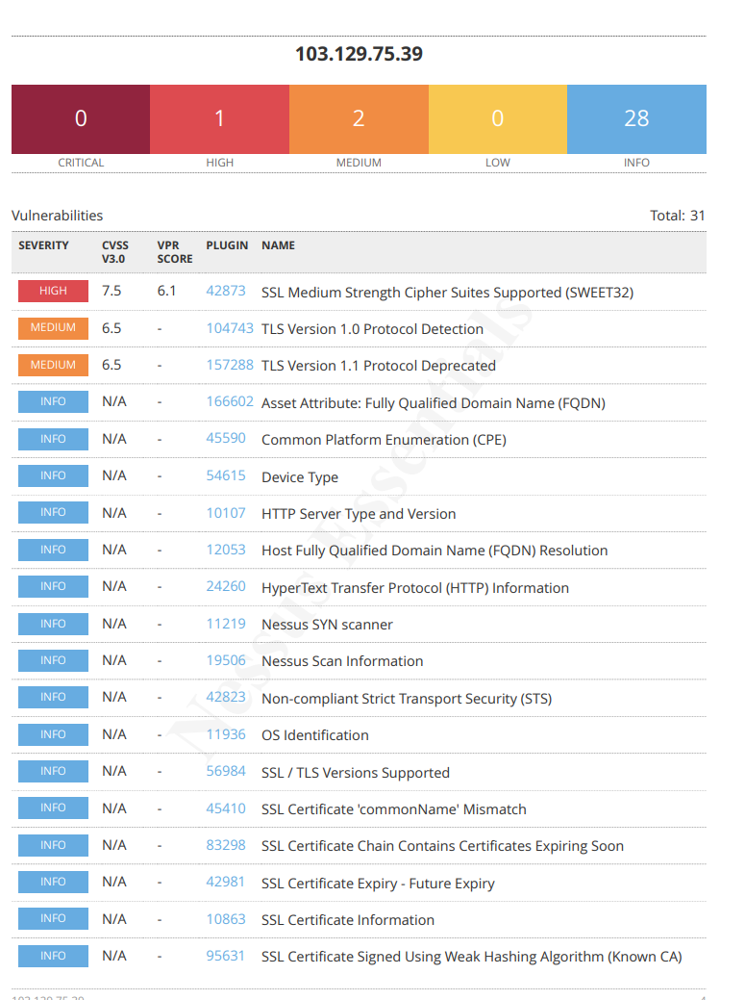 103.129.75.39
0 1 2 0 28
CRITICAL HIGH MEDIUM LOW INFO
Vulnerabilities Total: 31
SEVERITY CVSS V3.0 VPR SCORE PLUGIN NAME
HIGH 7.5 6.1 42873 SSL Medium Strength Cipher Suites Supported (SWEET32)
MEDIUM 6.5 - 104743 TLS Version 1.0 Protocol Detection
MEDIUM 6.5 - 157288 TLS Version 1.1 Protocol Deprecated
INFO N/A - 166602 Asset Attribute: Fully Qualified Domain Name (FQDN)
INFO N/A - 45590 Common Platform Enumeration (CPE)
INFO N/A - 54615 Device Type
INFO N/A - 10107 HTTP Server Type and Version
INFO N/A - 12053 Host Fully Qualified Domain Name (FQDN) Resolution
INFO N/A - 24260 HyperText Transfer Protocol (HTTP) Information
INFO N/A - 11219 Nessus SYN scanner
INFO N/A - 19506 Nessus Scan Information
INFO N/A - 42823 Non-compliant Strict Transport Security (STS)
INFO N/A - 11936 OS Identification
INFO N/A - 56984 SSL / TLS Versions Supported
INFO N/A - 45410 SSL Certificate 'commonName' Mismatch
INFO N/A - 83298 SSL Certificate Chain Contains Certificates Expiring Soon
INFO N/A - 42981 SSL Certificate Expiry - Future Expiry
INFO N/A - 10863 SSL Certificate Information
INFO N/A - 95631 SSL Certificate Signed Using Weak Hashing Algorithm (Known CA)
Nessus Essentials
103.129.75.39